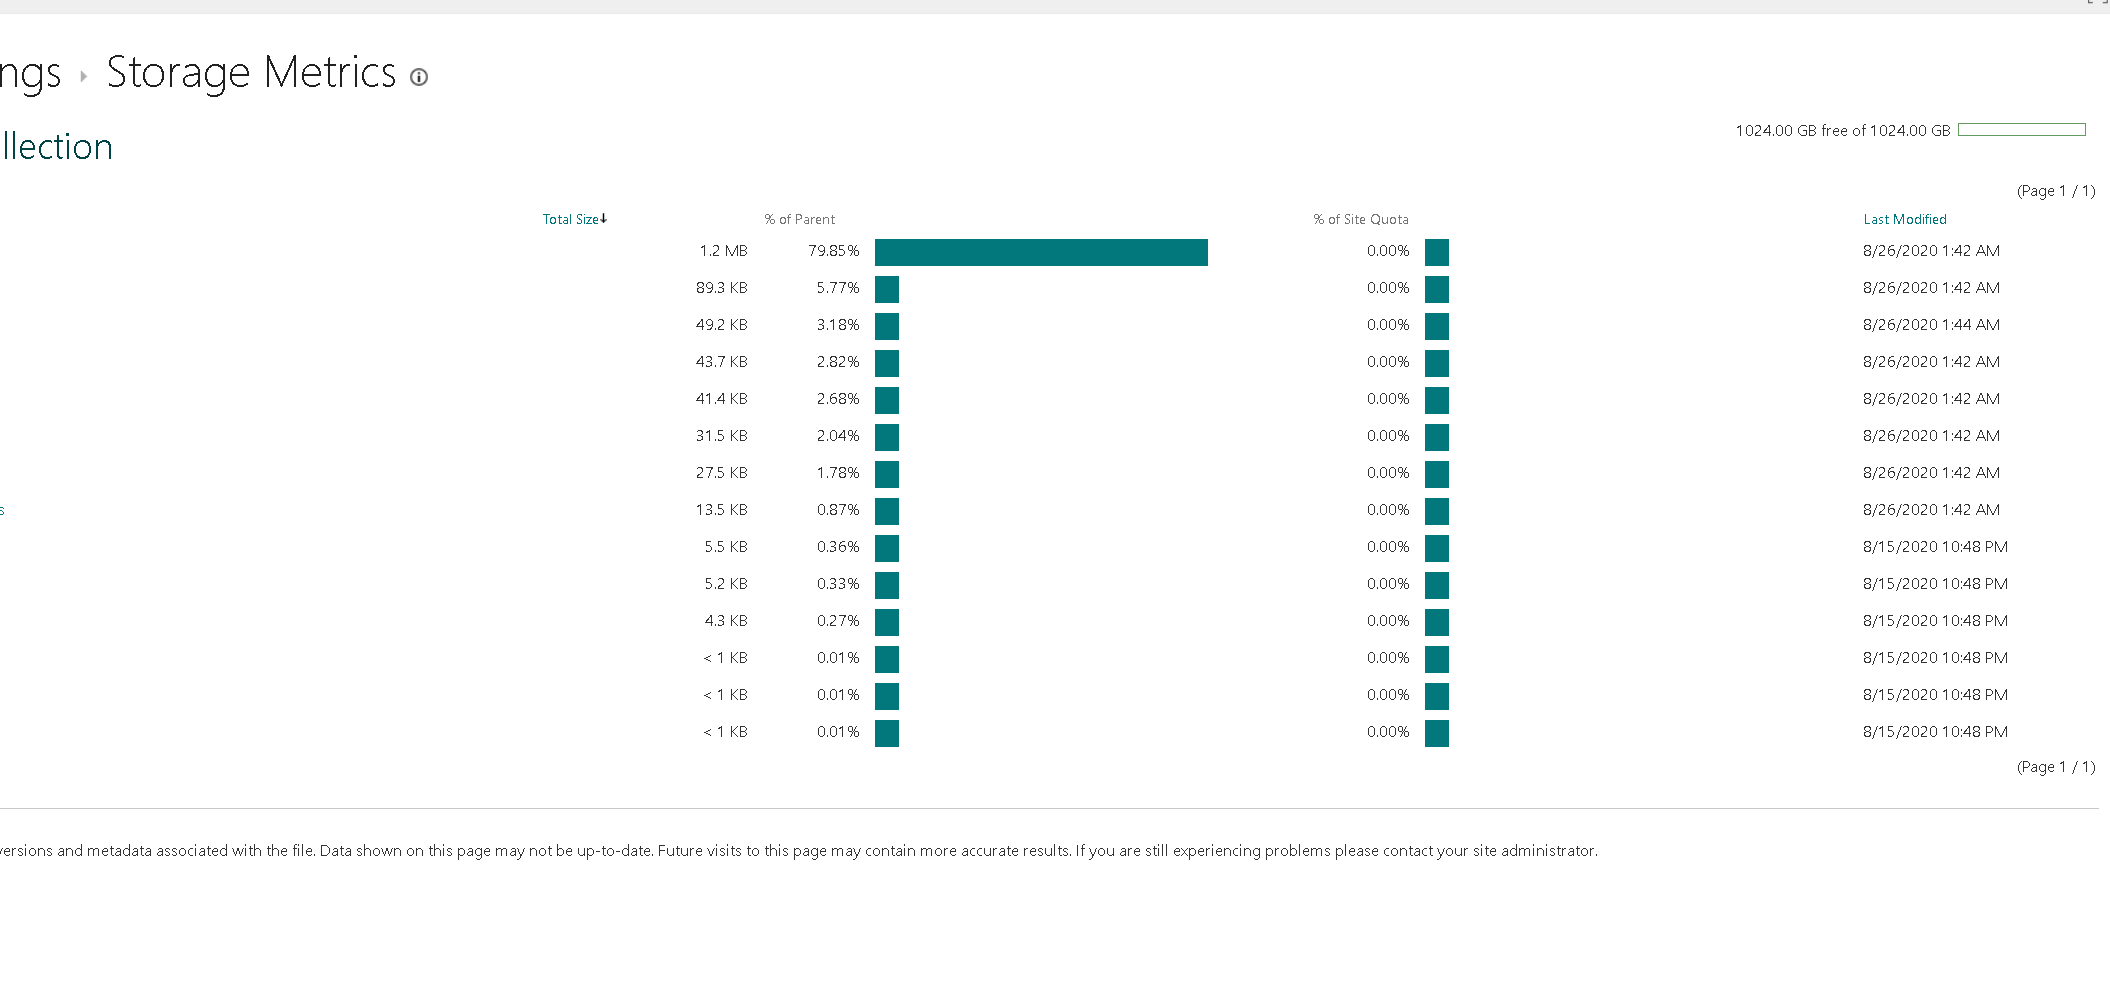 ngs ▸ Storage Metrics
llection
1024.00 GB free of 1024.00 GB
(Page 1 / 1)
Total Size↓ % of Parent % of Site Quota Last Modified
1.2 MB 79.85% 0.00% 8/26/2020 1:42 AM
89.3 KB 5.77% 0.00% 8/26/2020 1:42 AM
49.2 KB 3.18% 0.00% 8/26/2020 1:44 AM
43.7 KB 2.82% 0.00% 8/26/2020 1:42 AM
41.4 KB 2.68% 0.00% 8/26/2020 1:42 AM
31.5 KB 2.04% 0.00% 8/26/2020 1:42 AM
27.5 KB 1.78% 0.00% 8/26/2020 1:42 AM
s 13.5 KB 0.87% 0.00% 8/26/2020 1:42 AM
5.5 KB 0.36% 0.00% 8/15/2020 10:48 PM
5.2 KB 0.33% 0.00% 8/15/2020 10:48 PM
4.3 KB 0.27% 0.00% 8/15/2020 10:48 PM
< 1 KB 0.01% 0.00% 8/15/2020 10:48 PM
< 1 KB 0.01% 0.00% 8/15/2020 10:48 PM
< 1 KB 0.01% 0.00% 8/15/2020 10:48 PM
(Page 1 / 1)
versions and metadata associated with the file. Data shown on this page may not be up-to-date. Future visits to this page may contain more accurate results. If you are still experiencing problems please contact your site administrator.